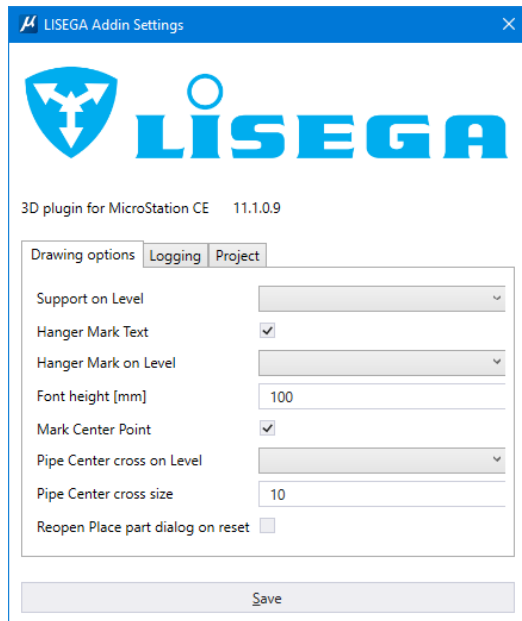 LISEGA Addin Settings
LISEGA
3D plugin for MicroStation CE 11.1.0.9
Drawing options Logging Project
Support on Level
Hanger Mark Text
Hanger Mark on Level
Font height [mm] 100
Mark Center Point
Pipe Center cross on Level
Pipe Center cross size 10
Reopen Place part dialog on reset
Save